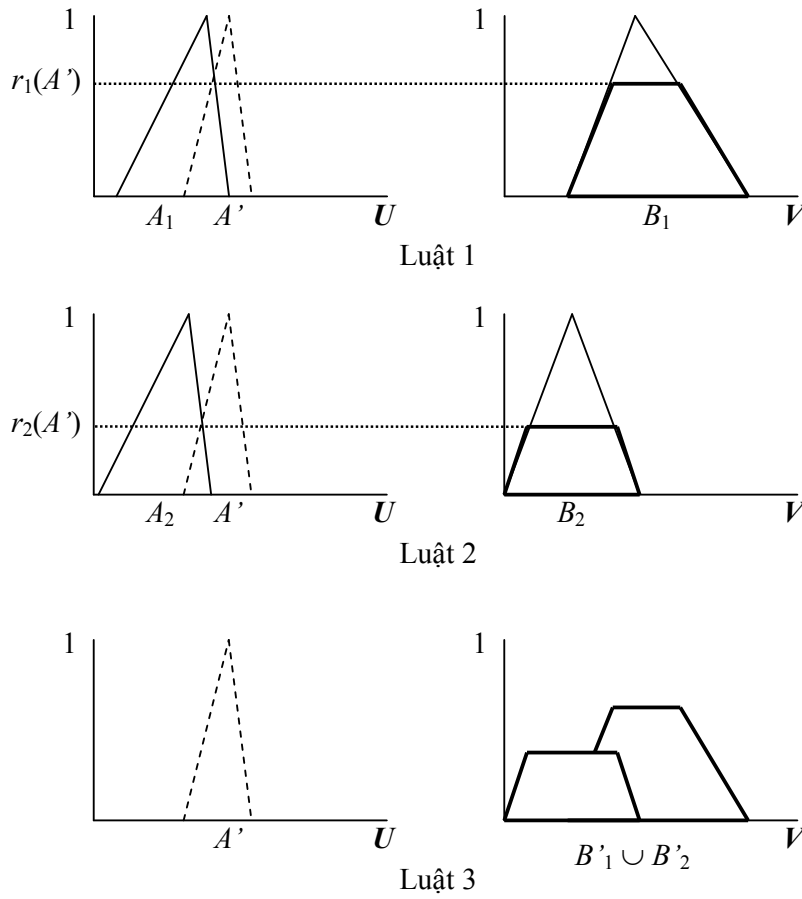 1 1
r₁(A’)
A₁ A’ U B₁ V
Luật 1
1 1
r₂(A’)
A₂ A’ U B₂ V
Luật 2
1 1
A’ U V
B’₁ ∪ B’₂
Luật 3